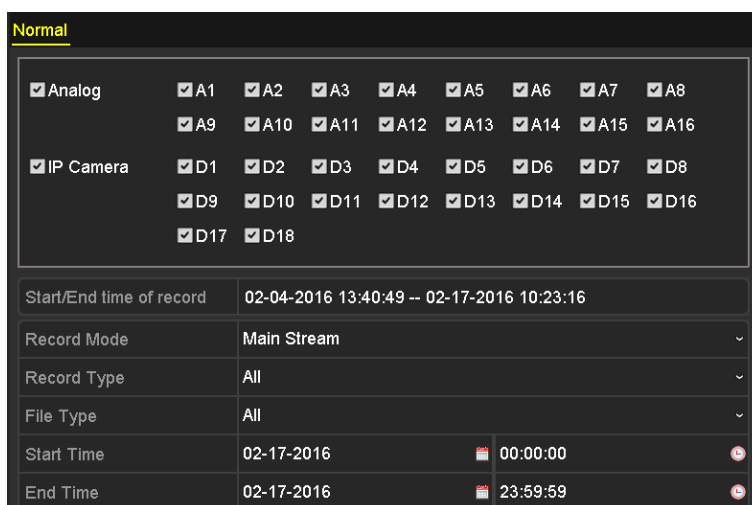 Normal
Analog A1 A2 A3 A4 A5 A6 A7 A8
A9 A10 A11 A12 A13 A14 A15 A16
IP Camera D1 D2 D3 D4 D5 D6 D7 D8
D9 D10 D11 D12 D13 D14 D15 D16
D17 D18
Start/End time of record 02-04-2016 13:40:49 -- 02-17-2016 10:23:16
Record Mode Main Stream
Record Type All
File Type All
Start Time 02-17-2016 00:00:00
End Time 02-17-2016 23:59:59